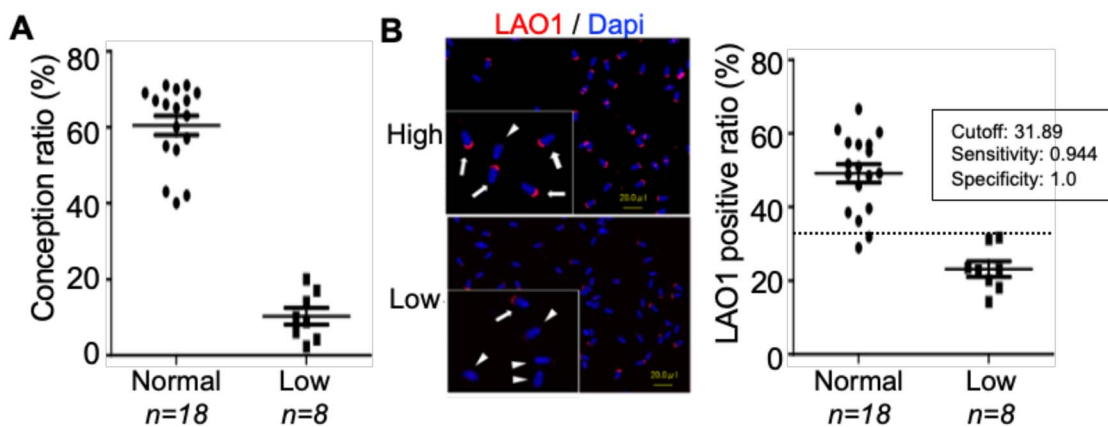 A
Conception ratio (%)
80
60
40
20
0
Normal
Low
n=18
n=8
B
LAO1 / Dapi
High
20.0μl
Low
20.0μl
LAO1 positive ratio (%)
80
60
40
20
0
Cutoff: 31.89
Sensitivity: 0.944
Specificity: 1.0
Normal
Low
n=18
n=8